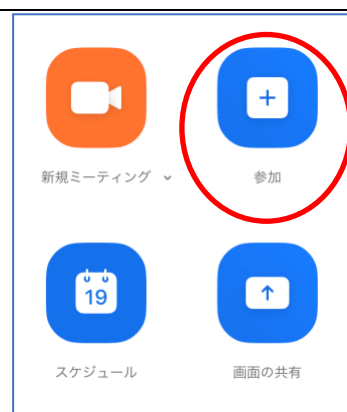 新規ミーティング
参加
19
スケジュール
画面の共有